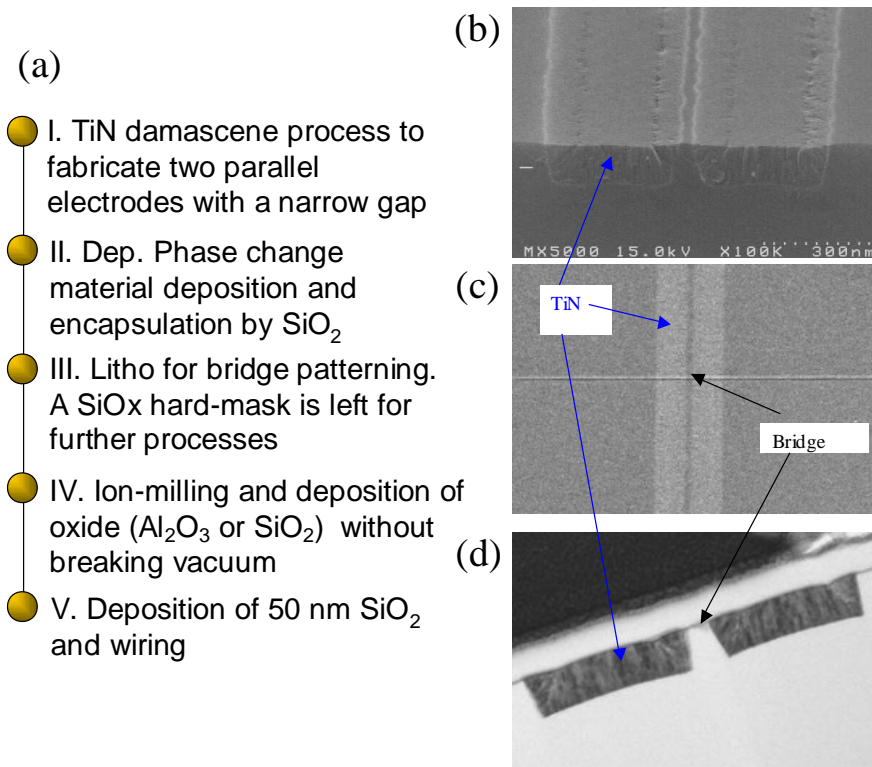 (a)
I. TiN damascene process to
fabricate two parallel
electrodes with a narrow gap
II. Dep. Phase change
material deposition and
encapsulation by SiO₂
III. Litho for bridge patterning.
A SiOx hard-mask is left for
further processes
IV. Ion-milling and deposition of
oxide (Al₂O₃ or SiO₂) without
breaking vacuum
V. Deposition of 50 nm SiO₂
and wiring
(b)
MX5000 15.0kV X100K 300nm
(c)
TiN
Bridge
(d)